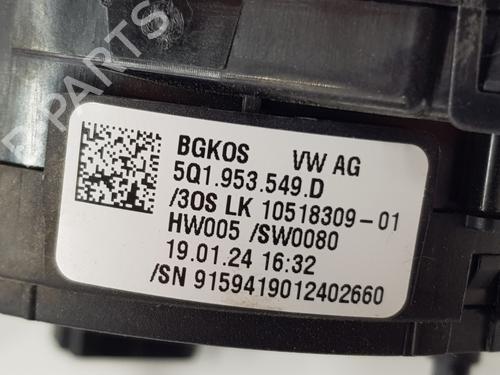 B-PARTS
BGKOS VW AG
5Q1.953.549.D
/3OS LK 10518309-01
HW005 /SW0080
19.01.24 16:32
/SN 9159419012402660